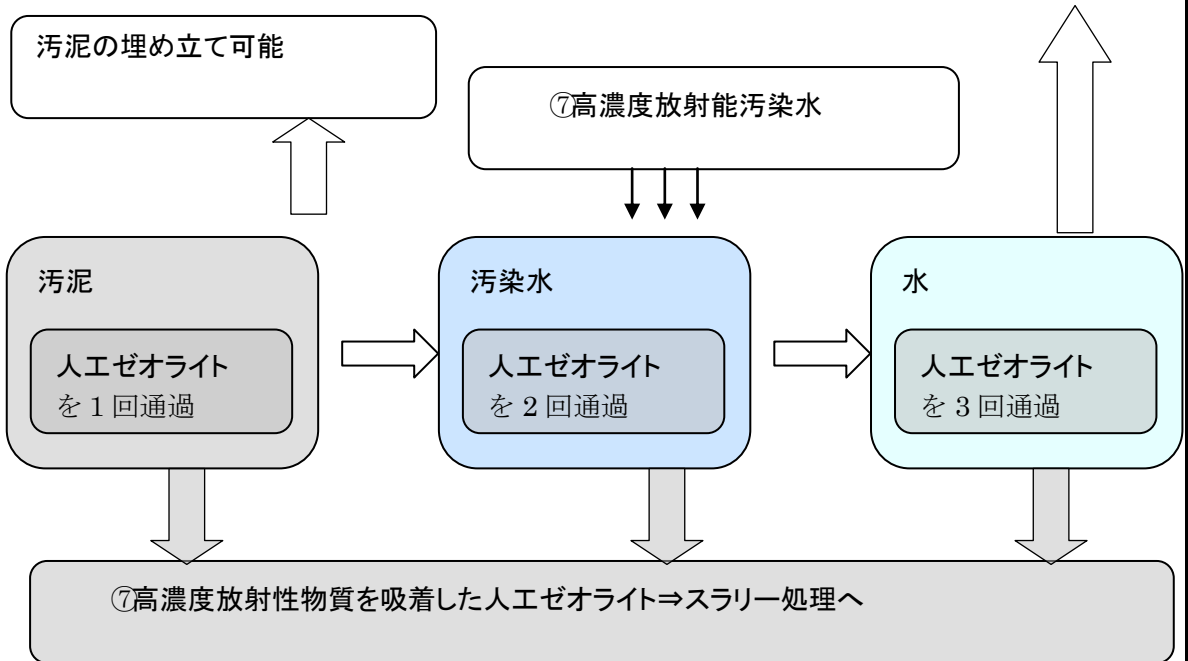 汚泥の埋め立て可能
⑦高濃度放射能汚染水
汚泥
人工ゼオライト
を1回通過
汚染水
人工ゼオライト
を2回通過
水
人工ゼオライト
を3回通過
⑦高濃度放射性物質を吸着した人工ゼオライト⇒スラリー処理へ